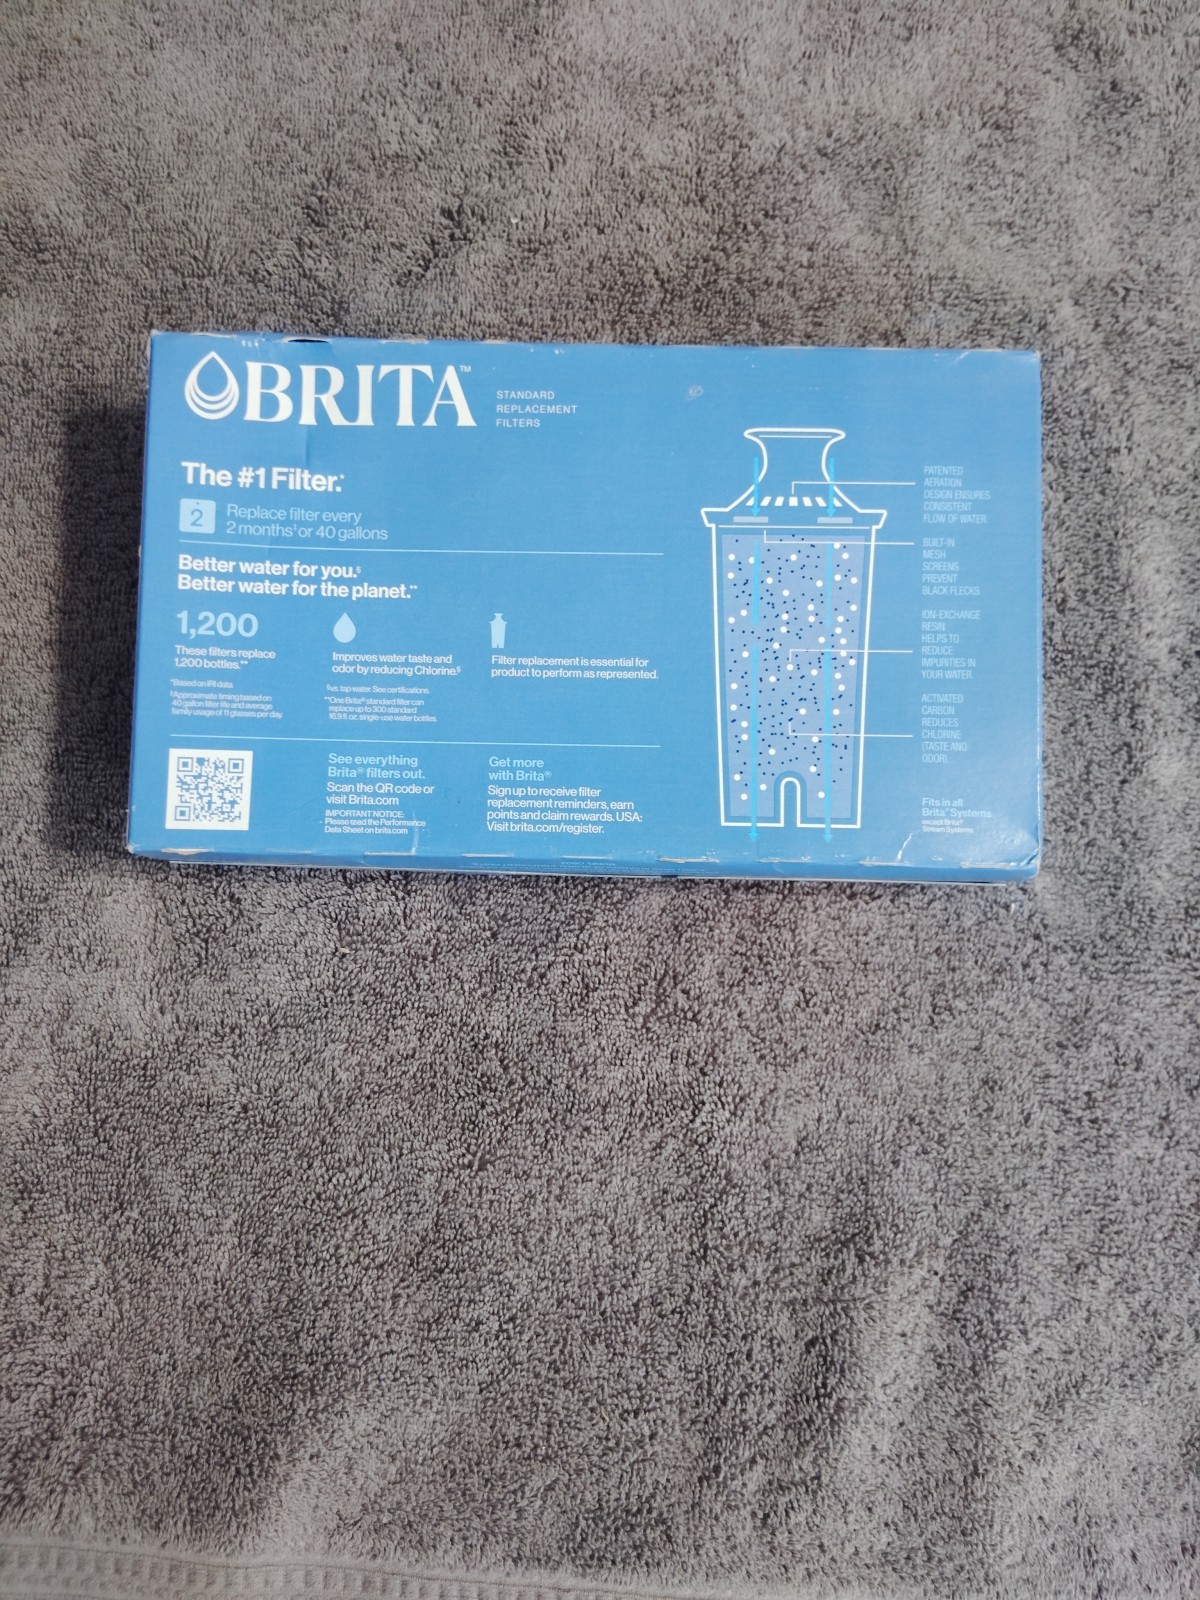 BRITA™
STANDARD
REPLACEMENT
FILTERS
The #1 Filter.*
2
Replace filter every
2 months‡ or 40 gallons
Better water for you.§
Better water for the planet.**
1,200
These filters replace
1,200 bottles.**
*Based on IRI data.
‡Approximate timing based on
40 gallon filter life and average
family usage of 11 glasses per day.
Improves water taste and
odor by reducing Chlorine.§
§vs. tap water. See certifications.
**One Brita® standard filter can
replace up to 300 standard
16.9 fl. oz. single-use water bottles.
Filter replacement is essential for
product to perform as represented.
See everything
Brita® filters out.
Scan the QR code or
visit Brita.com
IMPORTANT NOTICE:
Please read the Performance
Data Sheet on brita.com
Get more
with Brita®
Sign up to receive filter
replacement reminders, earn
points and claim rewards. USA:
Visit brita.com/register.
PATENTED
AERATION
DESIGN ENSURES
CONSISTENT
FLOW OF WATER.
BUILT-IN
MESH
SCREENS
PREVENT
BLACK FLECKS
ION-EXCHANGE
RESIN
HELPS TO
REDUCE
IMPURITIES IN
YOUR WATER.
ACTIVATED
CARBON
REDUCES
CHLORINE
(TASTE AND
ODOR).
Fits in all
Brita® Systems
except Brita®
Stream Systems